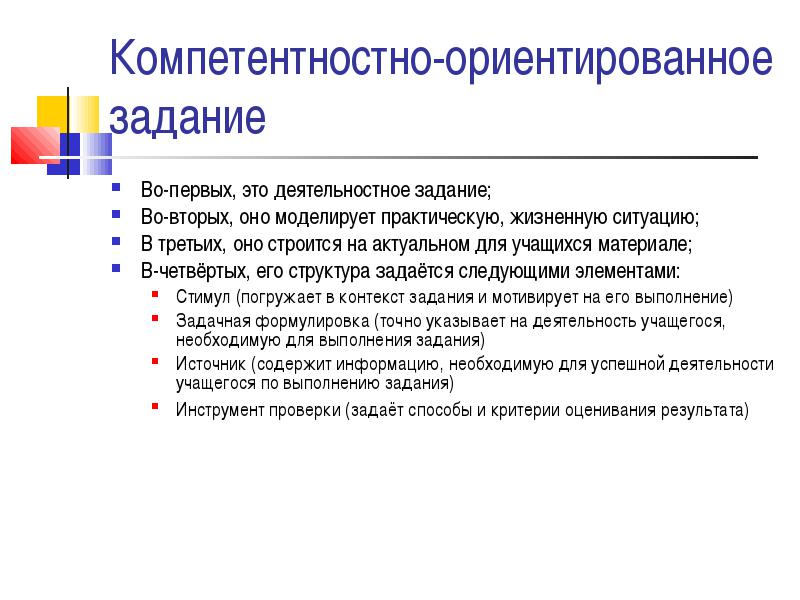 Компетентностно-ориентированное
задание
Во-первых, это деятельностное задание;
Во-вторых, оно моделирует практическую, жизненную ситуацию;
В третьих, оно строится на актуальном для учащихся материале;
В-четвёртых, его структура задаётся следующими элементами:
Стимул (погружает в контекст задания и мотивирует на его выполнение)
Задачная формулировка (точно указывает на деятельность учащегося,
необходимую для выполнения задания)
Источник (содержит информацию, необходимую для успешной деятельности
учащегося по выполнению задания)
Инструмент проверки (задаёт способы и критерии оценивания результата)